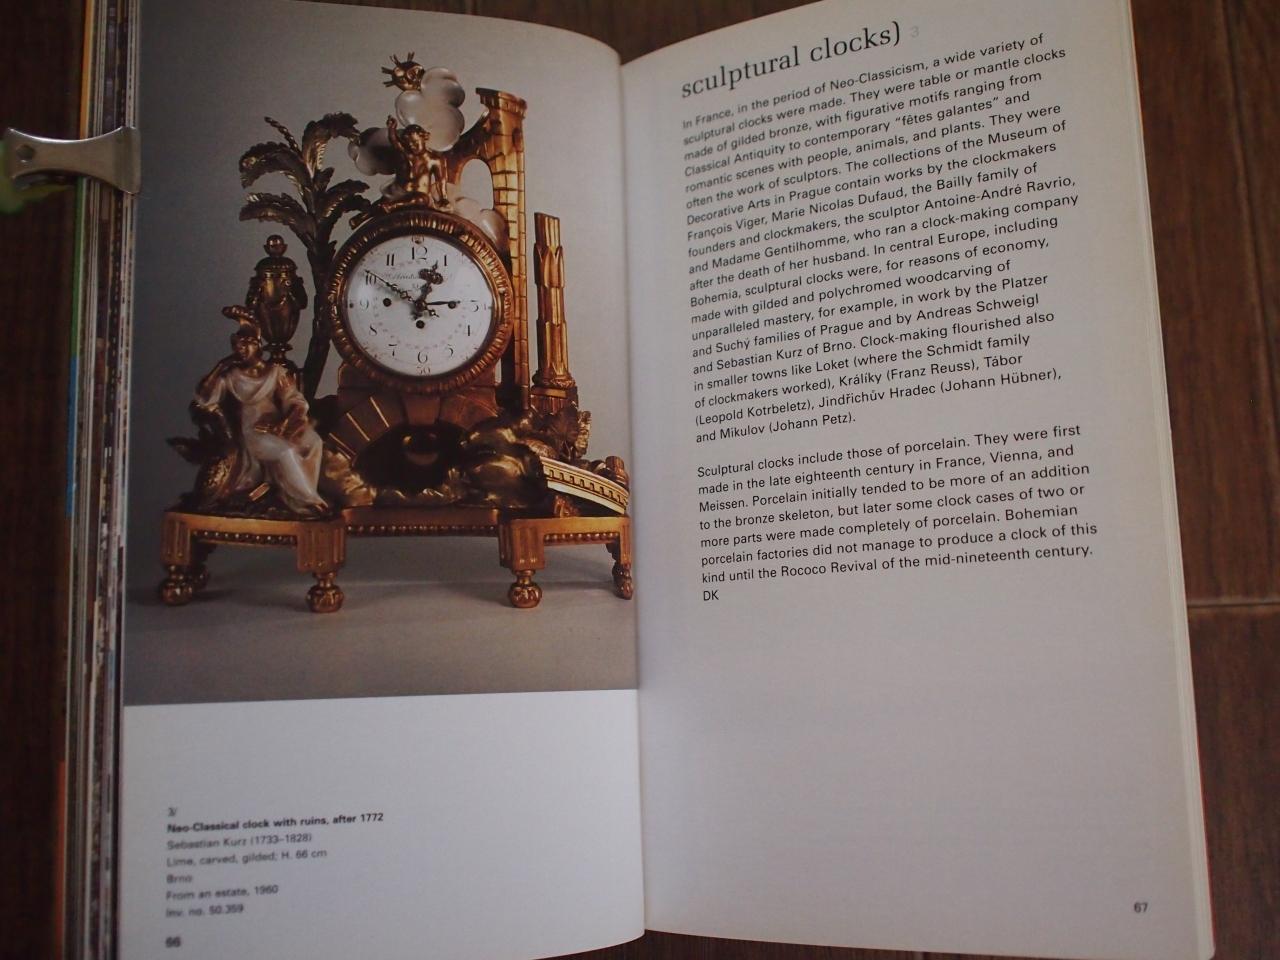 12
1
3
5
6
8
9
10
11
50
3/
Neo-Classical clock with ruins, after 1772
Sebastian Kurz (1733–1828)
Lime, carved, gilded; H. 66 cm
Brno
From an estate, 1960
Inv. no. 50.359
66
sculptural clocks) 3
In France, in the period of Neo-Classicism, a wide variety of
sculptural clocks were made. They were table or mantle clocks
made of gilded bronze, with figurative motifs ranging from
Classical Antiquity to contemporary “fêtes galantes” and
romantic scenes with people, animals, and plants. They were
often the work of sculptors. The collections of the Museum of
Decorative Arts in Prague contain works by the clockmakers
François Viger, Marie Nicolas Dufaud, the Bailly family of
founders and clockmakers, the sculptor Antoine-André Ravrio,
and Madame Gentilhomme, who ran a clock-making company
after the death of her husband. In central Europe, including
Bohemia, sculptural clocks were, for reasons of economy,
made with gilded and polychromed woodcarving of
unparalleled mastery, for example, in work by the Platzer
and Suchý families of Prague and by Andreas Schweigl
and Sebastian Kurz of Brno. Clock-making flourished also
in smaller towns like Loket (where the Schmidt family
of clockmakers worked), Králíky (Franz Reuss), Tábor
(Leopold Kotrbeletz), Jindřichův Hradec (Johann Hübner),
and Mikulov (Johann Petz).
Sculptural clocks include those of porcelain. They were first
made in the late eighteenth century in France, Vienna, and
Meissen. Porcelain initially tended to be more of an addition
to the bronze skeleton, but later some clock cases of two or
more parts were made completely of porcelain. Bohemian
porcelain factories did not manage to produce a clock of this
kind until the Rococo Revival of the mid-nineteenth century.
DK
67